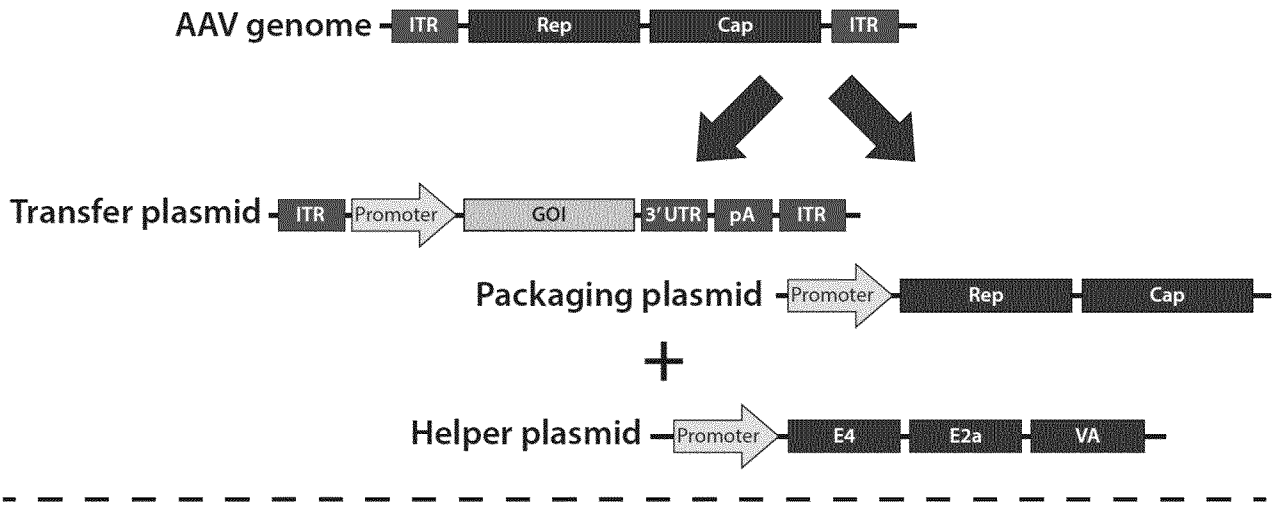 AAV genome ITR Rep Cap ITR
Transfer plasmid ITR Promoter GOI 3' UTR pA ITR
Packaging plasmid Promoter Rep Cap
+
Helper plasmid Promoter E4 E2a VA